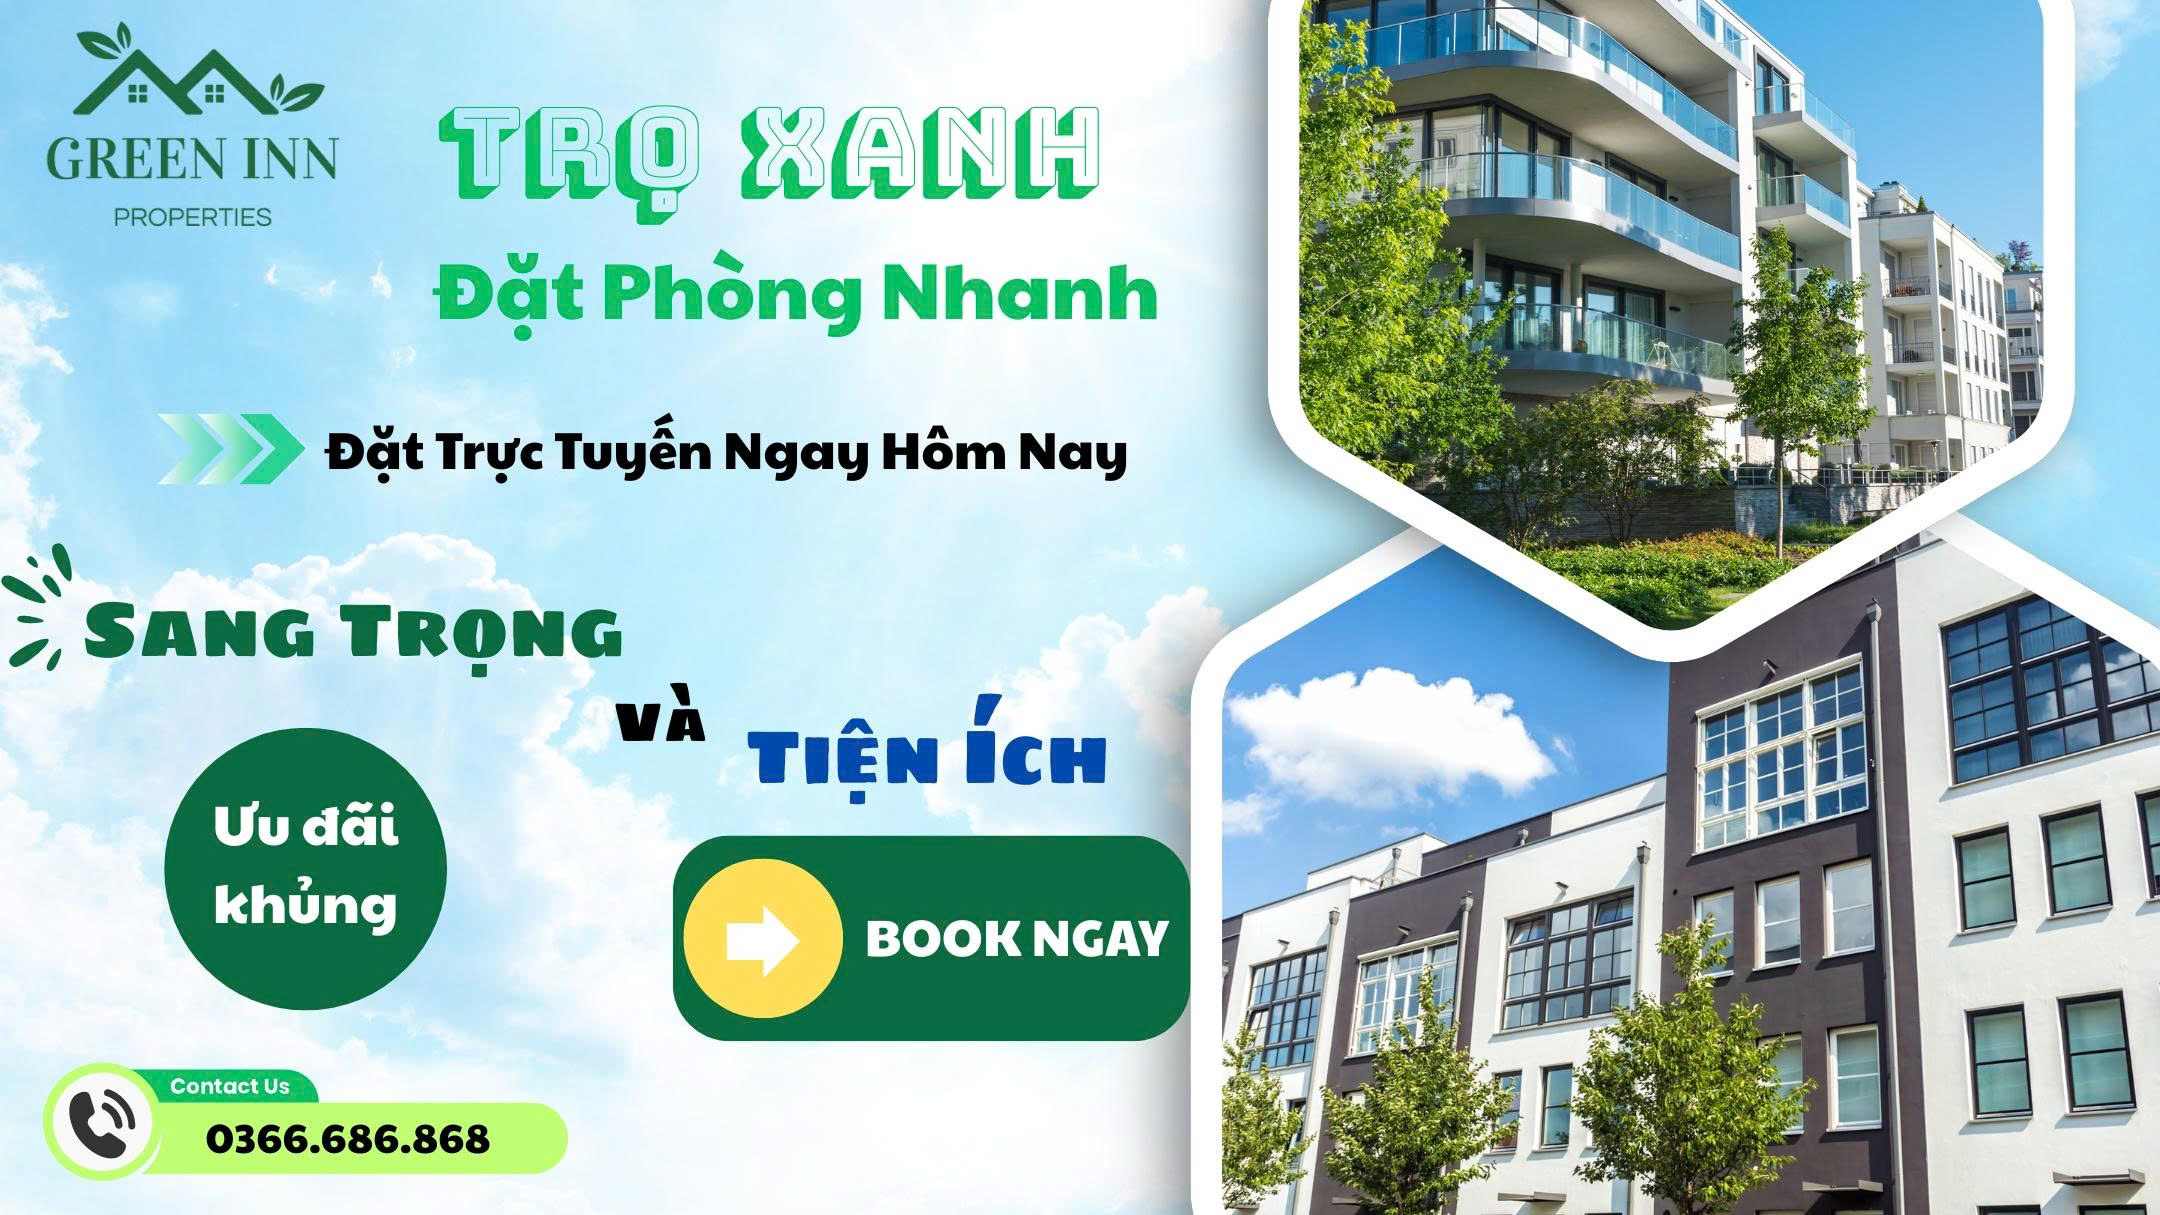 GREEN INN
PROPERTIES
TRỌ XANH
Đặt Phòng Nhanh
Đặt Trực Tuyến Ngay Hôm Nay
Sang Trọng
và
Tiện Ích
Ưu đãi
khủng
BOOK NGAY
Contact Us
0366.686.868